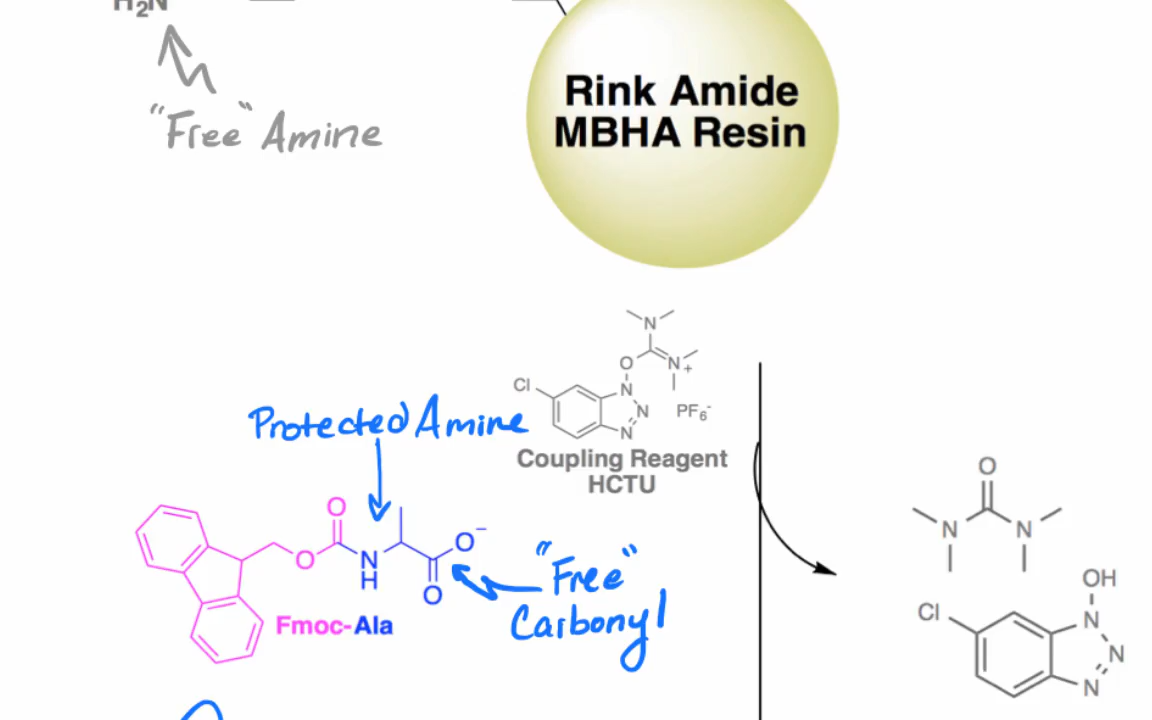 H2N
"Free" Amine
Rink Amide
MBHA Resin
N
O
N
+
Cl
N
N
N
PF6-
Coupling Reagent
HCTU
Protected Amine
O
O
N
H
O-
O
Fmoc-Ala
"Free"
Carbonyl
O
N
N
OH
Cl
N
N
N